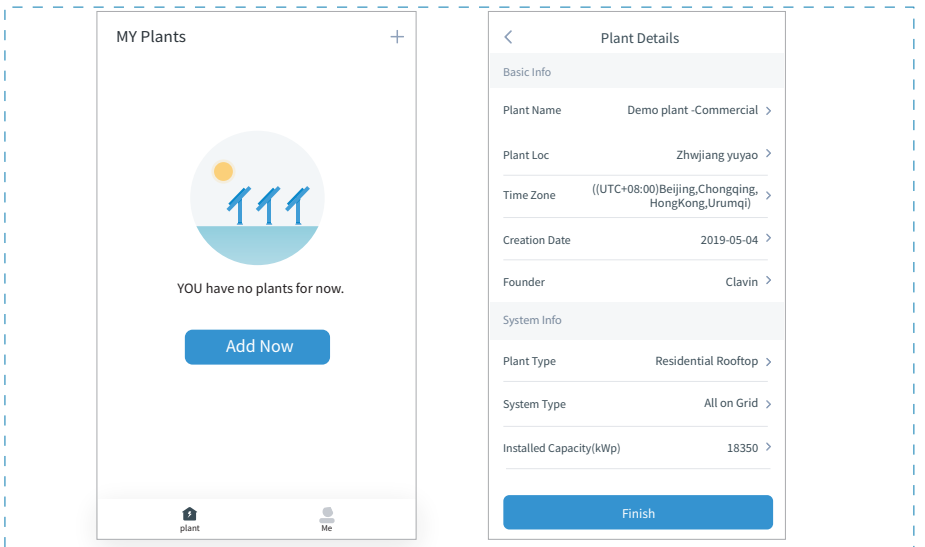 MY Plants
YOU have no plants for now.
Add Now
plant
Me
Plant Details
Basic Info
Plant Name
Demo plant -Commercial
Plant Loc
Zhwjiang yuyao
Time Zone
((UTC+08:00)Beijing,Chongqing,
HongKong,Urumqi)
Creation Date
2019-05-04
Founder
Clavin
System Info
Plant Type
Residential Rooftop
System Type
All on Grid
Installed Capacity(kWp)
18350
Finish